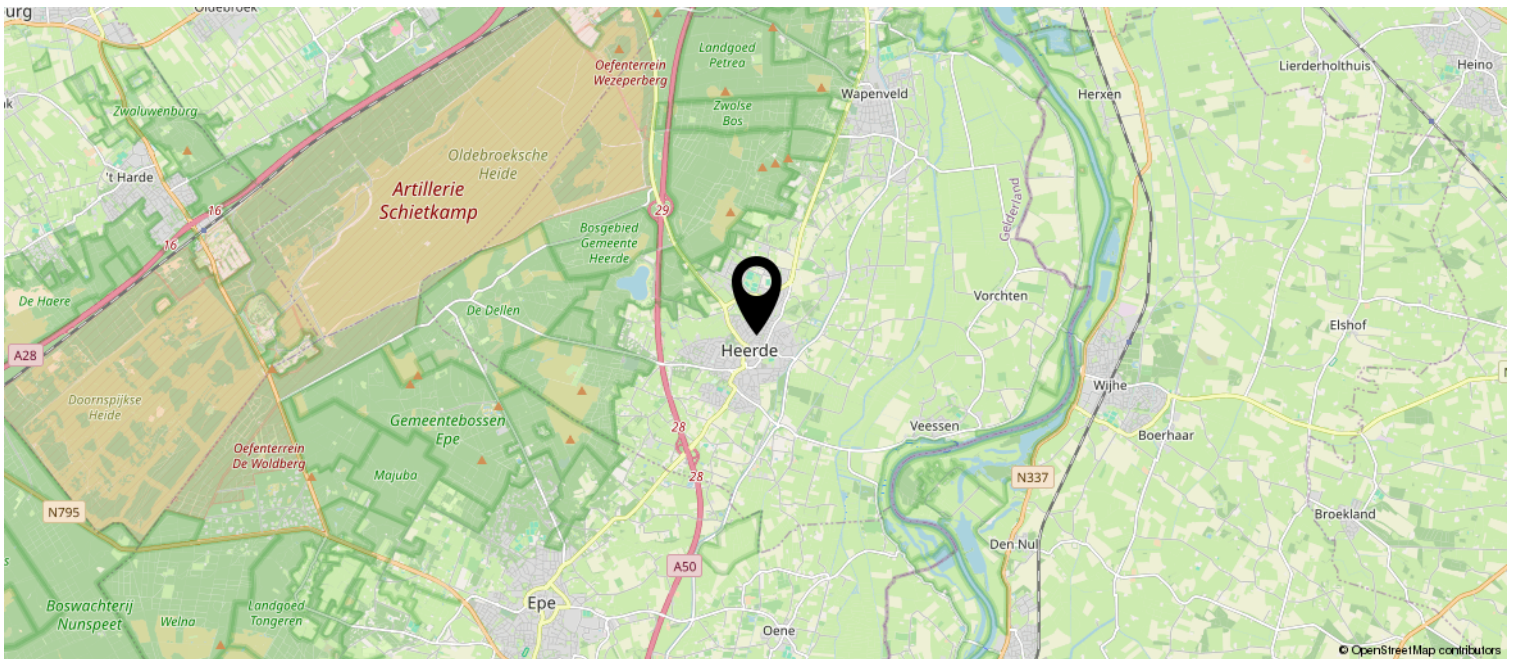 urg
Oldebroek
Landgoed
Petrea
Oefenterrein
Wezeperberg
Lierderholthuis
Heino
Wapenveld
Herxen
Zwaluwenburg
Zwolse
Bos
Oldebroeksche
Heide
't Harde
Artillerie
Schietkamp
16
29
Gelderland
16
Bosgebied
Gemeente
Heerde
De Haere
De Dellen
Vorchten
Elshof
A28
Heerde
Wijhe
Doornspijkse
Heide
Gemeentebossen
Epe
28
Veessen
Boerhaar
Oefenterrein
De Woldberg
Majuba
28
N337
N795
Broekland
Den Nul
A50
Boswachterij
Nunspeet
Welna
Landgoed
Tongeren
Epe
Oene
© OpenStreetMap contributors